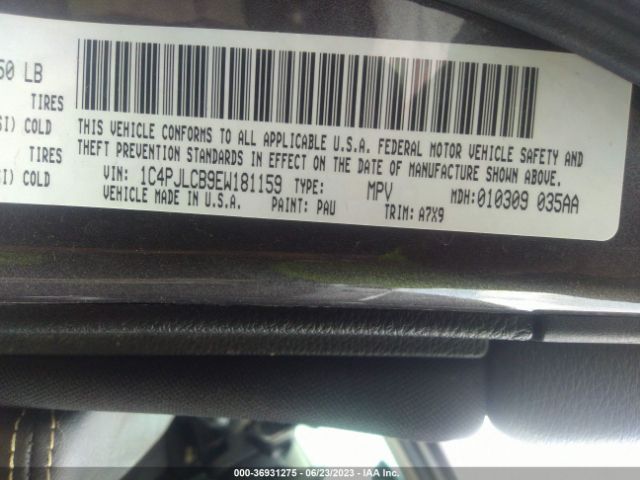 50 LB
TIRES
SI) COLD
TIRES
SI) COLD
THIS VEHICLE CONFORMS TO ALL APPLICABLE U.S.A. FEDERAL MOTOR VEHICLE SAFETY AND
THEFT PREVENTION STANDARDS IN EFFECT ON THE DATE OF MANUFACTURE SHOWN ABOVE.
VIN: 1C4PJLCB9EW181159 TYPE: MPV MDH: 010309 035AA
VEHICLE MADE IN U.S.A. PAINT: PAU TRIM: A7X9
000-36931275 - 06/23/2023 - IAA Inc.